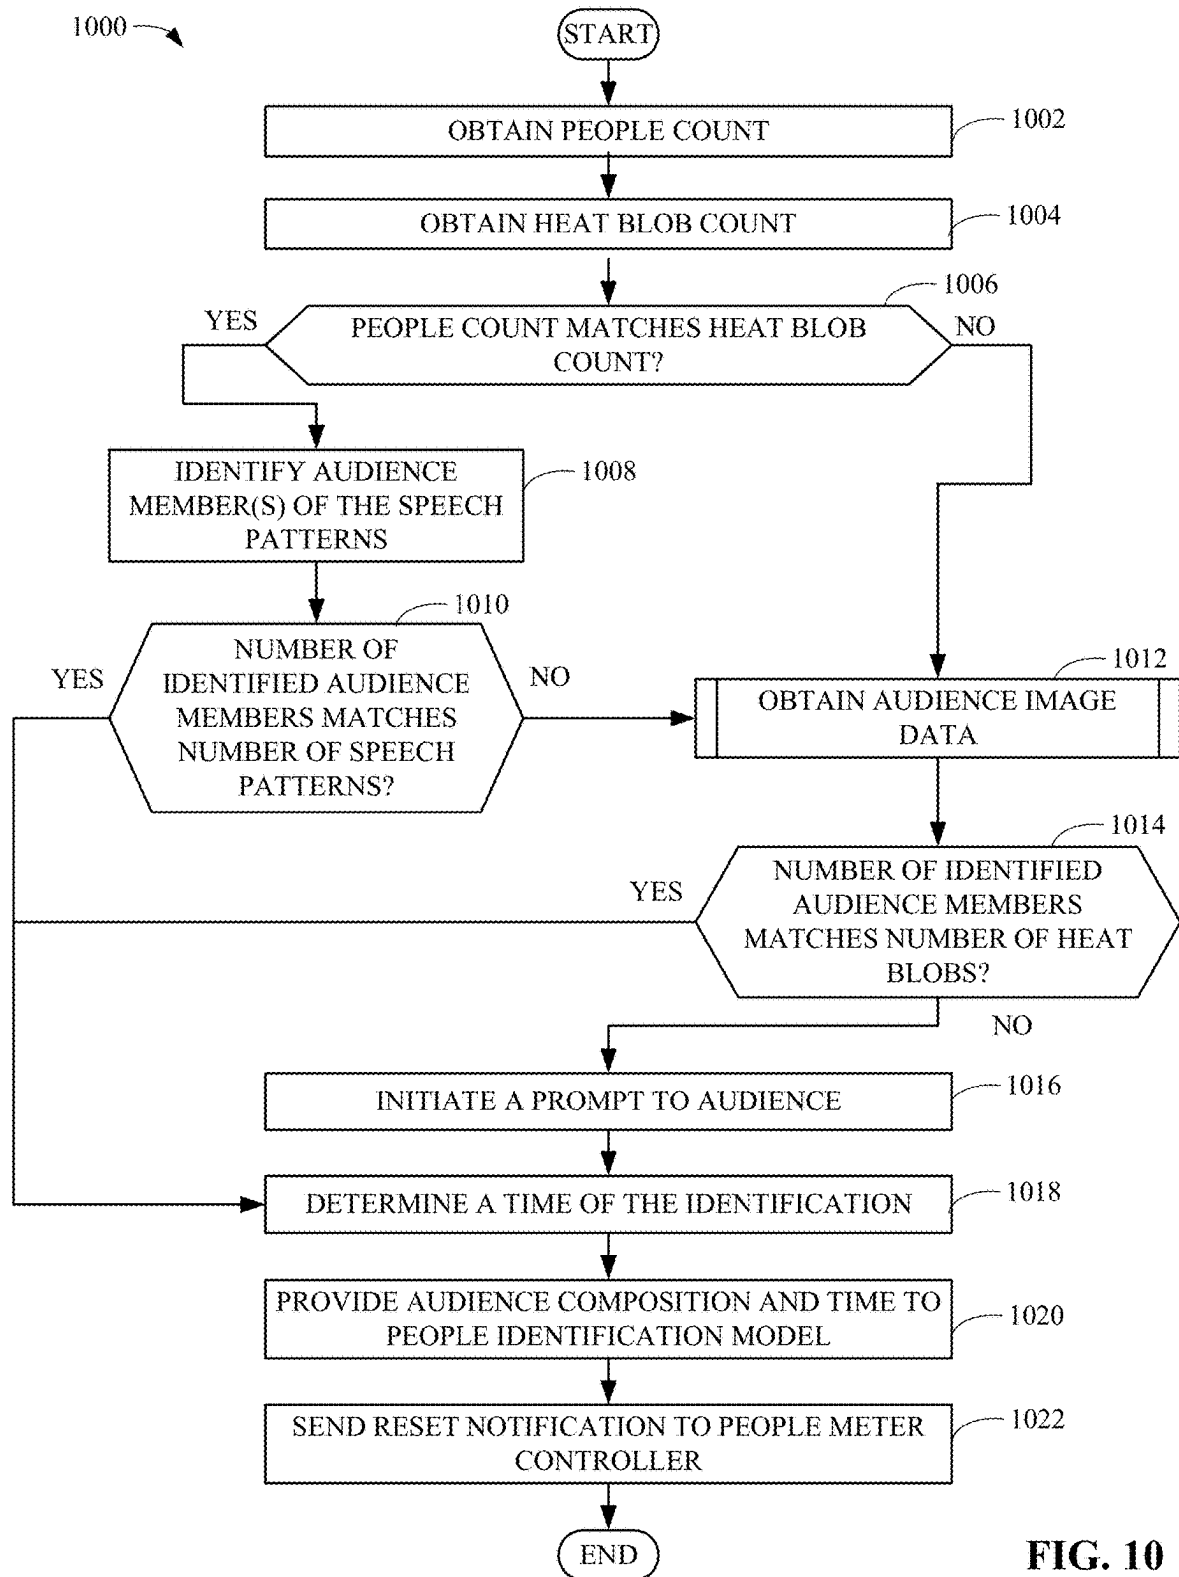 1000
START
OBTAIN PEOPLE COUNT
1002
OBTAIN HEAT BLOB COUNT
1004
1006
YES
PEOPLE COUNT MATCHES HEAT BLOB
COUNT?
NO
IDENTIFY AUDIENCE
MEMBER(S) OF THE SPEECH
PATTERNS
1008
1010
YES
NUMBER OF
IDENTIFIED AUDIENCE
MEMBERS MATCHES
NUMBER OF SPEECH
PATTERNS?
NO
1012
OBTAIN AUDIENCE IMAGE
DATA
1014
YES
NUMBER OF IDENTIFIED
AUDIENCE MEMBERS
MATCHES NUMBER OF HEAT
BLOBS?
NO
INITIATE A PROMPT TO AUDIENCE
1016
DETERMINE A TIME OF THE IDENTIFICATION
1018
PROVIDE AUDIENCE COMPOSITION AND TIME TO
PEOPLE IDENTIFICATION MODEL
1020
SEND RESET NOTIFICATION TO PEOPLE METER
CONTROLLER
1022
END
FIG. 10